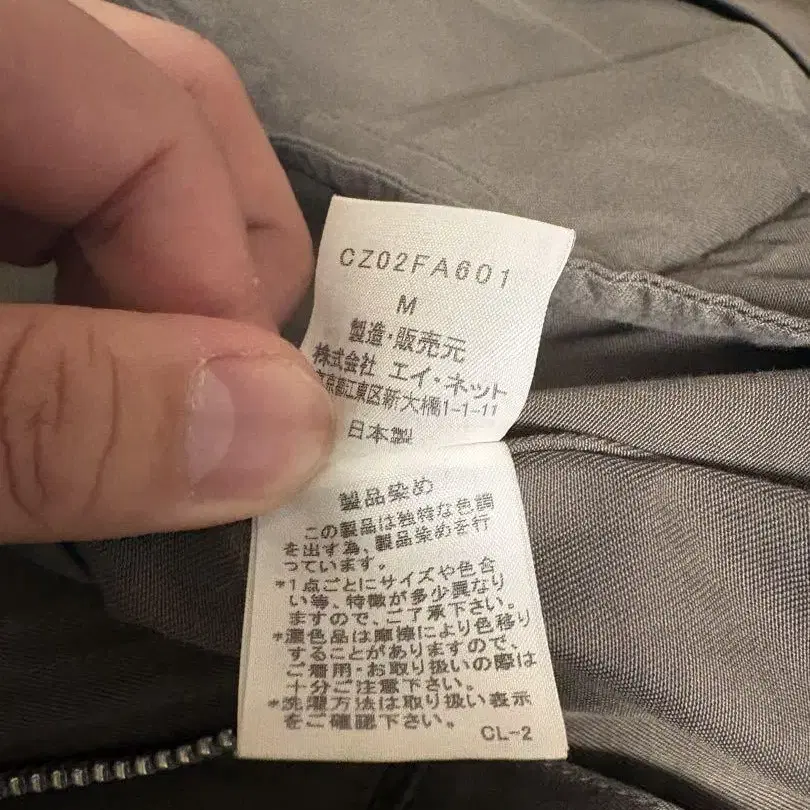 CZ02FA601
M
製造・販売元
株式会社 エイ・ネット
京都江東区新大橋1-1-11
日本製
製品染め
この製品は独特な色調
を出す為、製品染めを行
っています。
*1点ごとにサイズや色合
い等、特徴が多少異なり
ますので、ご了承下さい。
*濃色品は摩擦により色移り
することがありますので、
ご着用・お取り扱いの際は
十分ご注意下さい。
*洗濯方法は取り扱い表示
をご確認下さい。
CL-2